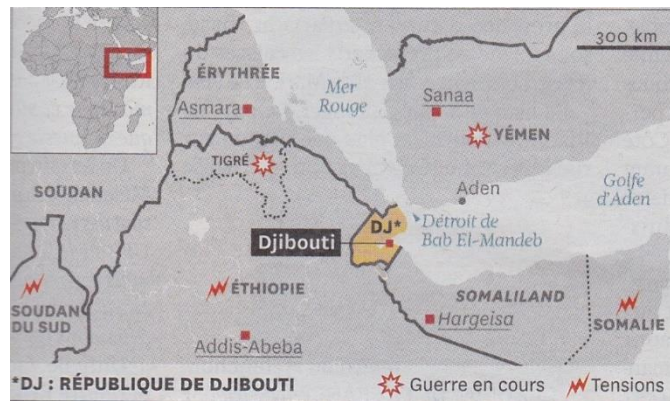 300 km
ÉRYTHRÉE
Mer
Rouge
Asmara
Sanaa
YÉMEN
TIGRÉ
SOUDAN
Aden
Golfe
d'Aden
DJ*
Détroit de
Bab El-Mandeb
Djibouti
SOUDAN
DU SUD
ÉTHIOPIE
SOMALILAND
Hargeisa
SOMALIE
Addis-Abeba
*DJ : RÉPUBLIQUE DE DJIBOUTI
Guerre en cours
Tensions